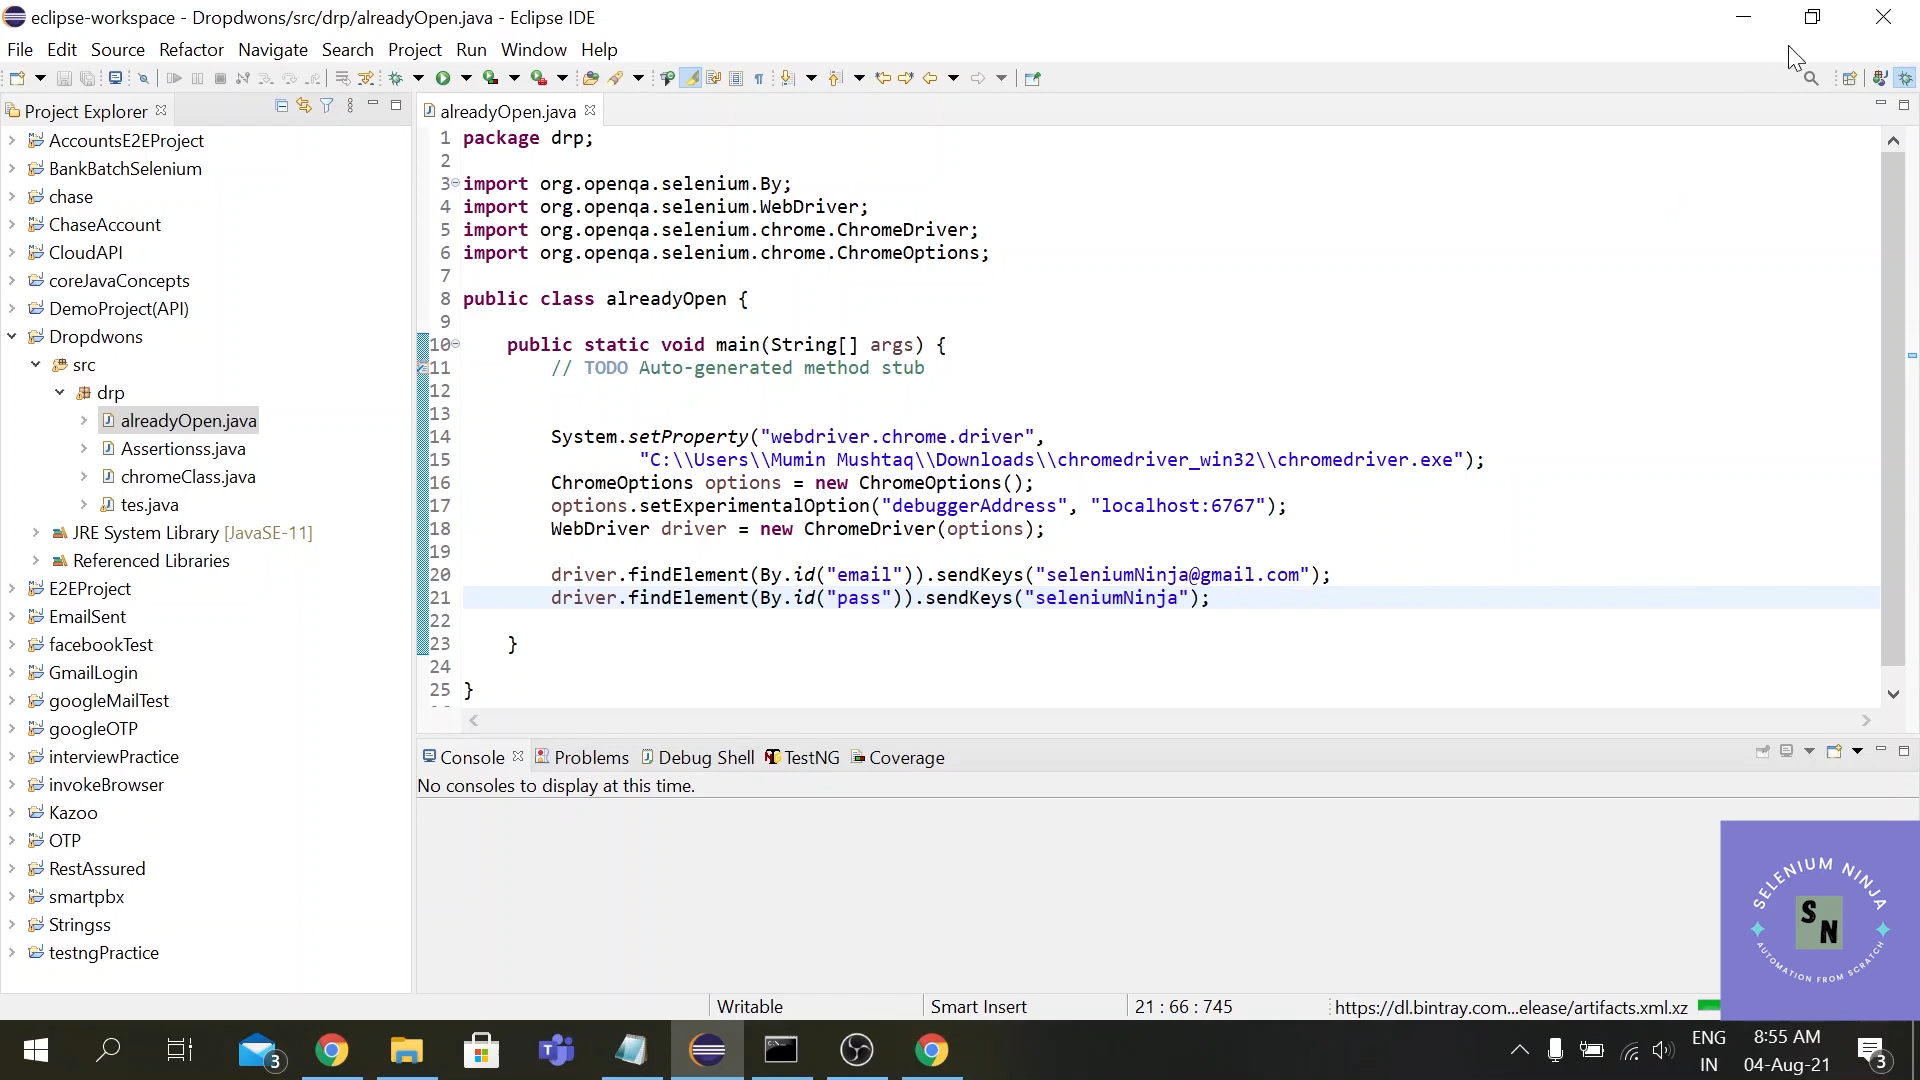 eclipse-workspace - Dropdwons/src/drp/alreadyOpen.java - Eclipse IDE
File Edit Source Refactor Navigate Search Project Run Window Help
Project Explorer
AccountsE2EProject
BankBatchSelenium
chase
ChaseAccount
CloudAPI
coreJavaConcepts
DemoProject(API)
Dropdwons
src
drp
alreadyOpen.java
Assertionss.java
chromeClass.java
tes.java
JRE System Library [JavaSE-11]
Referenced Libraries
E2EProject
EmailSent
facebookTest
GmailLogin
googleMailTest
googleOTP
interviewPractice
invokeBrowser
Kazoo
OTP
RestAssured
smartpbx
Stringss
testngPractice
alreadyOpen.java
1 package drp;
2
3 import org.openqa.selenium.By;
4 import org.openqa.selenium.WebDriver;
5 import org.openqa.selenium.chrome.ChromeDriver;
6 import org.openqa.selenium.chrome.ChromeOptions;
7
8 public class alreadyOpen {
9
10 public static void main(String[] args) {
11 // TODO Auto-generated method stub
12
13
14 System.setProperty("webdriver.chrome.driver",
15 "C:\\Users\\Mumin Mushtaq\\Downloads\\chromedriver_win32\\chromedriver.exe");
16 ChromeOptions options = new ChromeOptions();
17 options.setExperimentalOption("debuggerAddress", "localhost:6767");
18 WebDriver driver = new ChromeDriver(options);
19
20 driver.findElement(By.id("email")).sendKeys("seleniumNinja@gmail.com");
21 driver.findElement(By.id("pass")).sendKeys("seleniumNinja");
22
23 }
24
25 }
Console Problems Debug Shell TestNG Coverage
No consoles to display at this time.
SELENIUM NINJA
S N
AUTOMATION FROM SCRATCH
Writable Smart Insert 21 : 66 : 745 https://dl.bintray.com...elease/artifacts.xml.xz
3
ENG
IN
8:55 AM
04-Aug-21
3